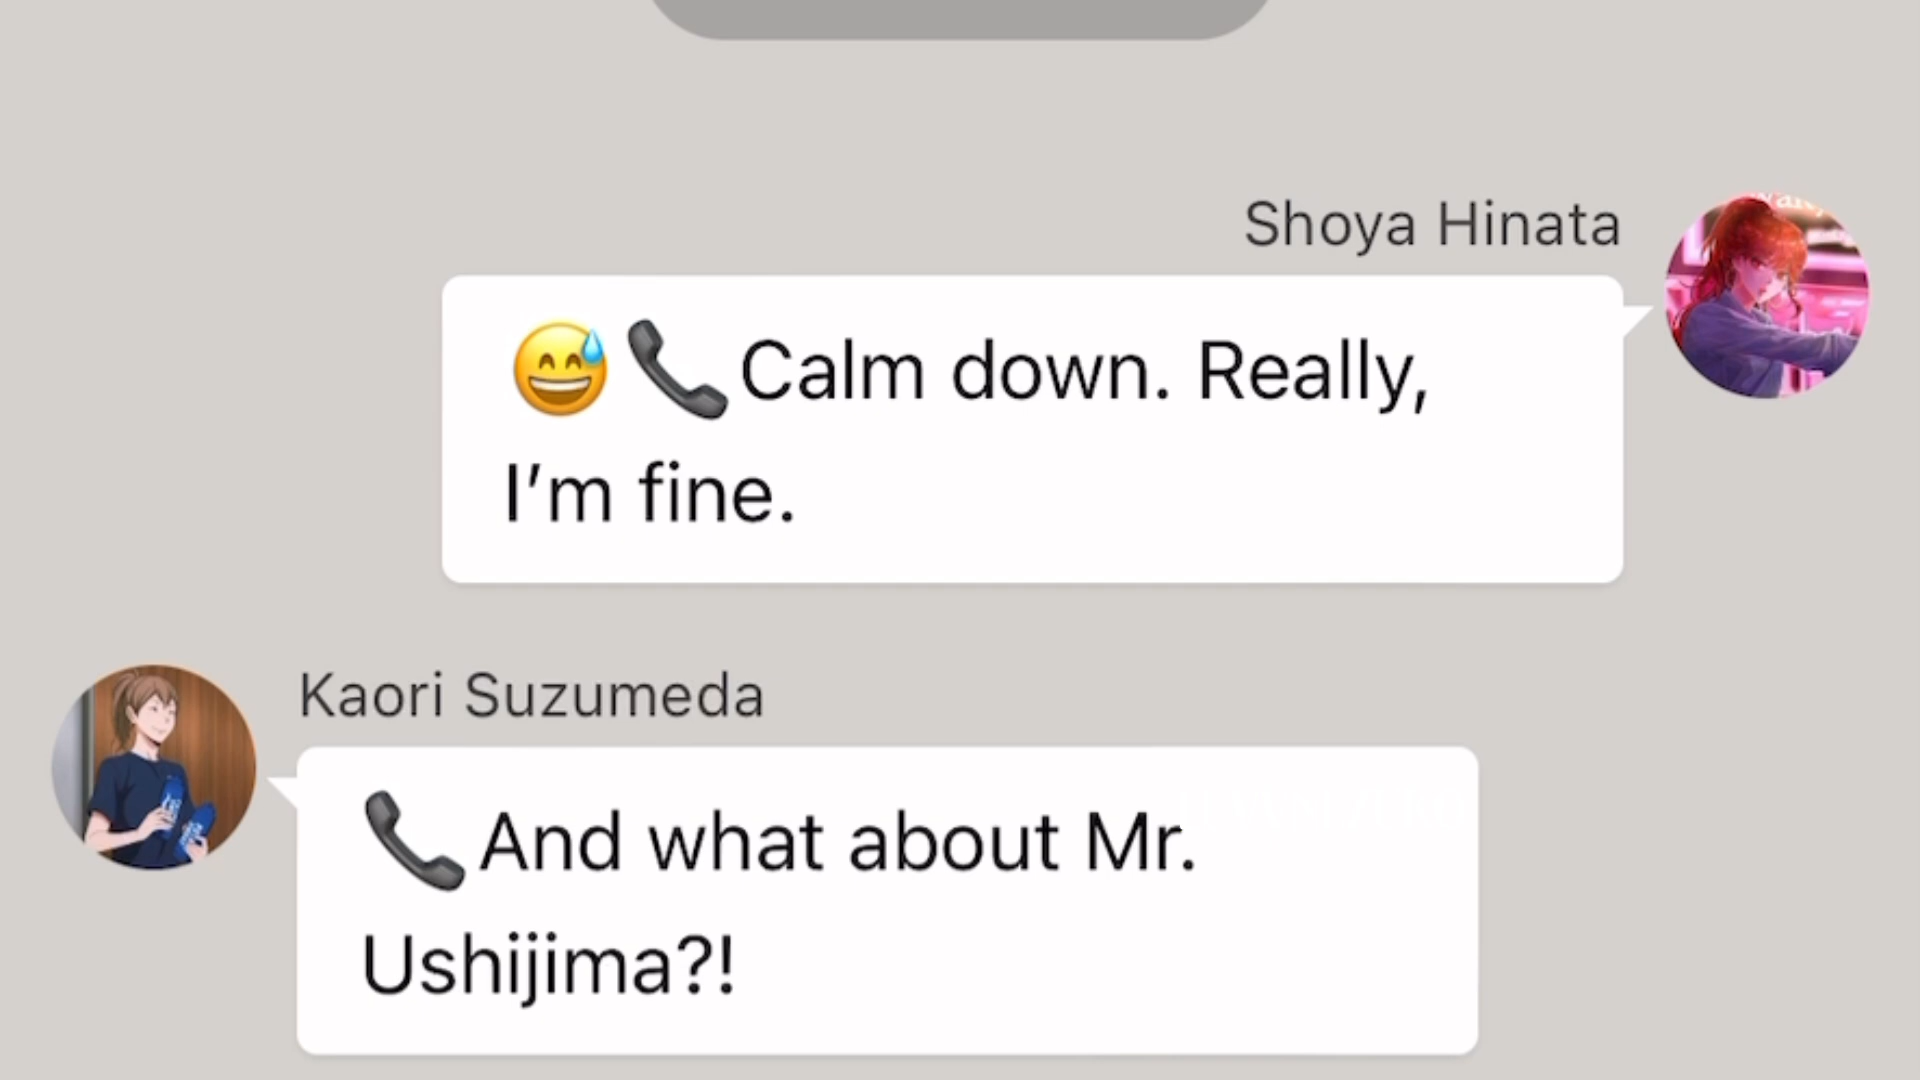 Shoya Hinata
😅📞Calm down. Really,
I'm fine.
Kaori Suzumeda
📞And what about Mr.
Ushijima?!